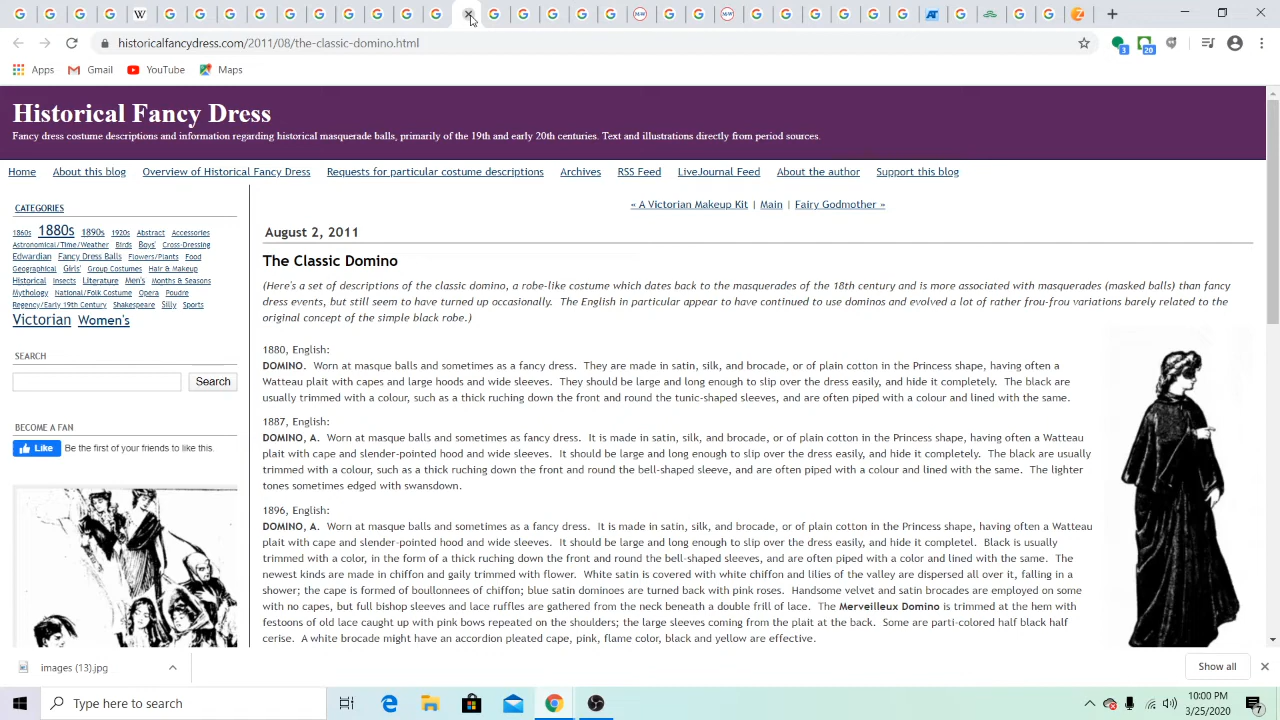 historicalfancydress.com/2011/08/the-classic-domino.html
3
20
Apps
Gmail
YouTube
Maps
Historical Fancy Dress
Fancy dress costume descriptions and information regarding historical masquerade balls, primarily of the 19th and early 20th centuries. Text and illustrations directly from period sources.
Home About this blog Overview of Historical Fancy Dress Requests for particular costume descriptions Archives RSS Feed LiveJournal Feed About the author Support this blog
CATEGORIES
1860s 1880s 1890s 1920s Abstract Accessories
Astronomical/Time/Weather Birds Boys' Cross-Dressing
Edwardian Fancy Dress Balls Flowers/Plants Food
Geographical Girls' Group Costumes Hair & Makeup
Historical Insects Literature Men's Months & Seasons
Mythology National/Folk Costume Opera Poudre
Regency/Early 19th Century Shakespeare Silly Sports
Victorian Women's
SEARCH
Search
BECOME A FAN
Like Be the first of your friends to like this.
« A Victorian Makeup Kit | Main | Fairy Godmother »
August 2, 2011
The Classic Domino
(Here's a set of descriptions of the classic domino, a robe-like costume which dates back to the masquerades of the 18th century and is more associated with masquerades (masked balls) than fancy
dress events, but still seem to have turned up occasionally. The English in particular appear to have continued to use dominos and evolved a lot of rather frou-frou variations barely related to the
original concept of the simple black robe.)
1880, English:
DOMINO. Worn at masque balls and sometimes as a fancy dress. They are made in satin, silk, and brocade, or of plain cotton in the Princess shape, having often a
Watteau plait with capes and large hoods and wide sleeves. They should be large and long enough to slip over the dress easily, and hide it completely. The black are
usually trimmed with a colour, such as a thick ruching down the front and round the tunic-shaped sleeves, and are often piped with a colour and lined with the same.
1887, English:
DOMINO, A. Worn at masque balls and sometimes as fancy dress. It is made in satin, silk, and brocade, or of plain cotton in the Princess shape, having often a Watteau
plait with cape and slender-pointed hood and wide sleeves. It should be large and long enough to slip over the dress easily, and hide it completely. The black are usually
trimmed with a colour, such as a thick ruching down the front and round the bell-shaped sleeve, and are often piped with a colour and lined with the same. The lighter
tones sometimes edged with swansdown.
1896, English:
DOMINO, A. Worn at masque balls and sometimes as a fancy dress. It is made in satin, silk, and brocade, or of plain cotton in the Princess shape, having often a Watteau
plait with cape and slender-pointed hood and wide sleeves. It should be large and long enough to slip over the dress easily, and hide it completel. Black is usually
trimmed with a color, in the form of a thick ruching down the front and round the bell-shaped sleeves, and are often piped with a color and lined with the same. The
newest kinds are made in chiffon and gaily trimmed with flower. White satin is covered with white chiffon and lilies of the valley are dispersed all over it, falling in a
shower; the cape is formed of boullonnees of chiffon; blue satin dominoes are turned back with pink roses. Handsome velvet and satin brocades are employed on some
with no capes, but full bishop sleeves and lace ruffles are gathered from the neck beneath a double frill of lace. The Merveilleux Domino is trimmed at the hem with
festoons of old lace caught up with pink bows repeated on the shoulders; the large sleeves coming from the plait at the back. Some are parti-colored half black half
cerise. A white brocade might have an accordion pleated cape, pink, flame color, black and yellow are effective.
images (13).jpg
Show all
Type here to search
10:00 PM
3/25/2020
7